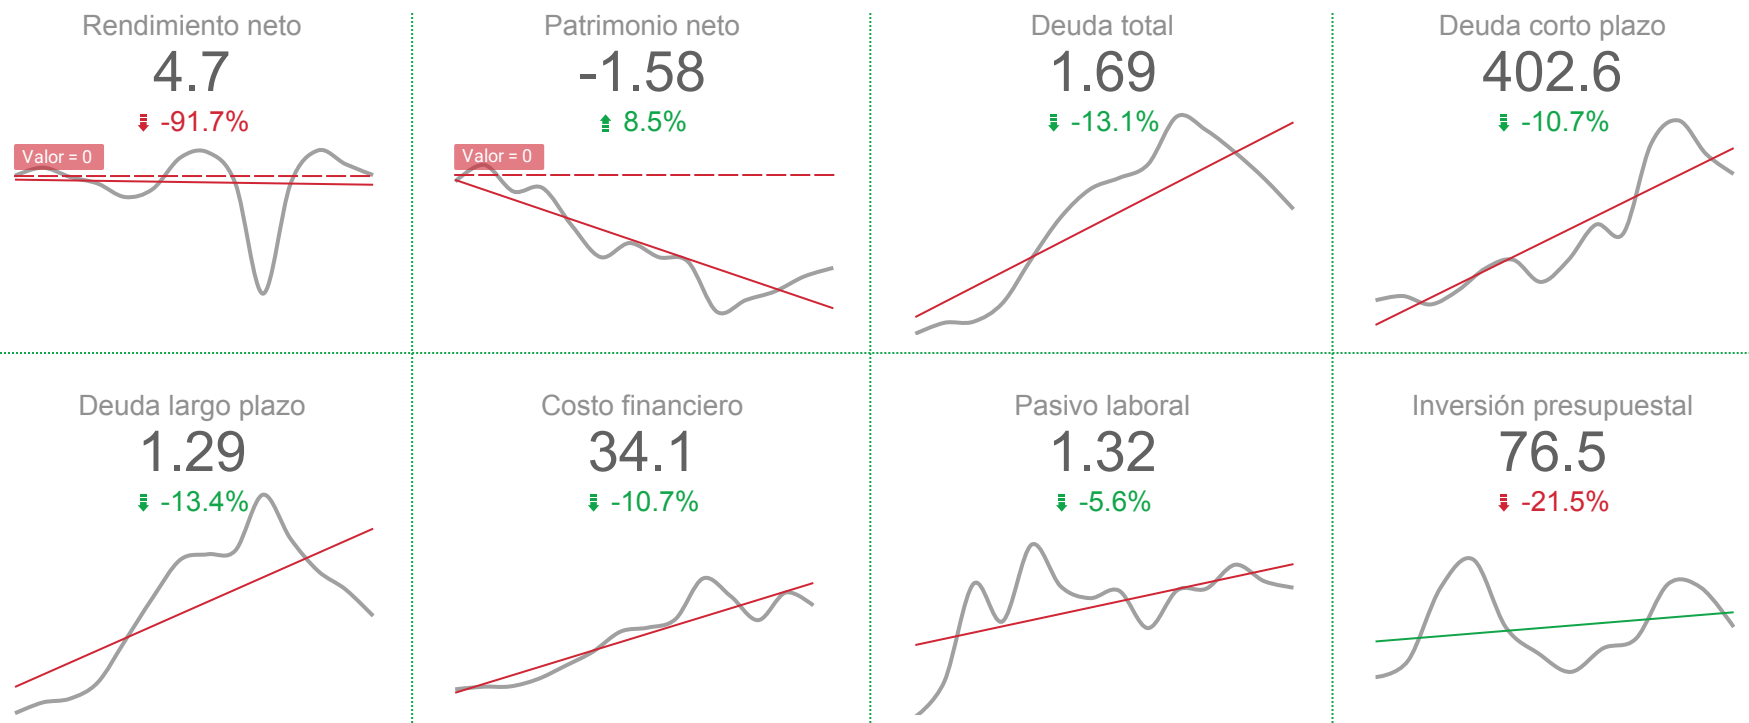 Rendimiento neto
4.7
-91.7%
Valor = 0
Patrimonio neto
-1.58
8.5%
Valor = 0
Deuda total
1.69
-13.1%
Deuda corto plazo
402.6
-10.7%
Deuda largo plazo
1.29
-13.4%
Costo financiero
34.1
-10.7%
Pasivo laboral
1.32
-5.6%
Inversión presupuestal
76.5
-21.5%